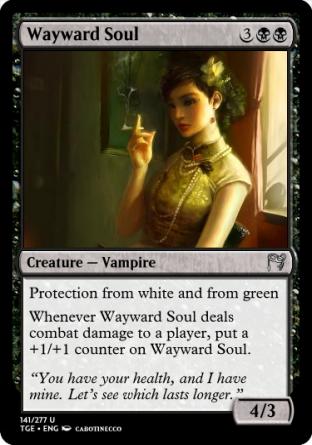 Wayward Soul 3
Creature — Vampire
Protection from white and from green
Whenever Wayward Soul deals
combat damage to a player, put a
+1/+1 counter on Wayward Soul.
“You have your health, and I have
mine. Let’s see which lasts longer.”
4/3
141/277 U
TGE • ENG CABOTINECCO